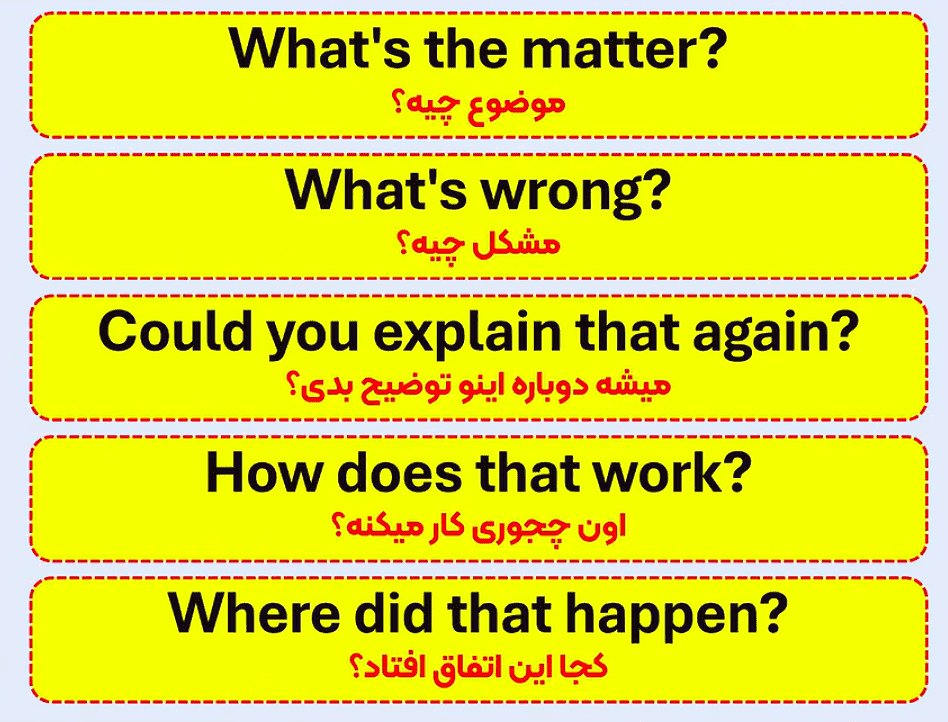 What's the matter?
موضوع چیه؟
What's wrong?
مشکل چیه؟
Could you explain that again?
میشه دوباره اینو توضیح بدی؟
How does that work?
اون چجوری کار میکنه؟
Where did that happen?
کجا این اتفاق افتاد؟